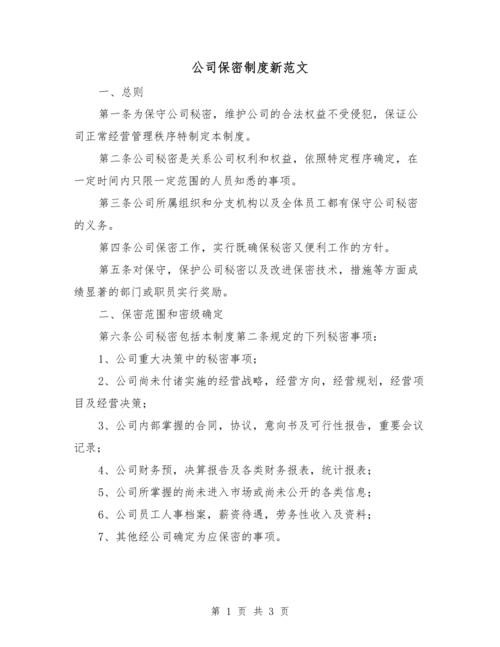 公司保密制度新范文
一、总则
第一条为保守公司秘密，维护公司的合法权益不受侵犯，保证公
司正常经营管理秩序特制定本制度。
第二条公司秘密是关系公司权利和权益，依照特定程序确定，在
一定时间内只限一定范围的人员知悉的事项。
第三条公司所属组织和分支机构以及全体员工都有保守公司秘密
的义务。
第四条公司保密工作，实行既确保秘密又便利工作的方针。
第五条对保守，保护公司秘密以及改进保密技术，措施等方面成
绩显著的部门或职员实行奖励。
二、保密范围和密级确定
第六条公司秘密包括本制度第二条规定的下列秘密事项：
1、公司重大决策中的秘密事项；
2、公司尚未付诸实施的经营战略，经营方向，经营规划，经营项
目及经营决策；
3、公司内部掌握的合同，协议，意向书及可行性报告，重要会议
记录；
4、公司财务预，决算报告及各类财务报表，统计报表；
5、公司所掌握的尚未进入市场或尚未公开的各类信息；
6、公司员工人事档案，薪资待遇，劳务性收入及资料；
7、其他经公司确定为应保密的事项。
第 1 页 共 3 页